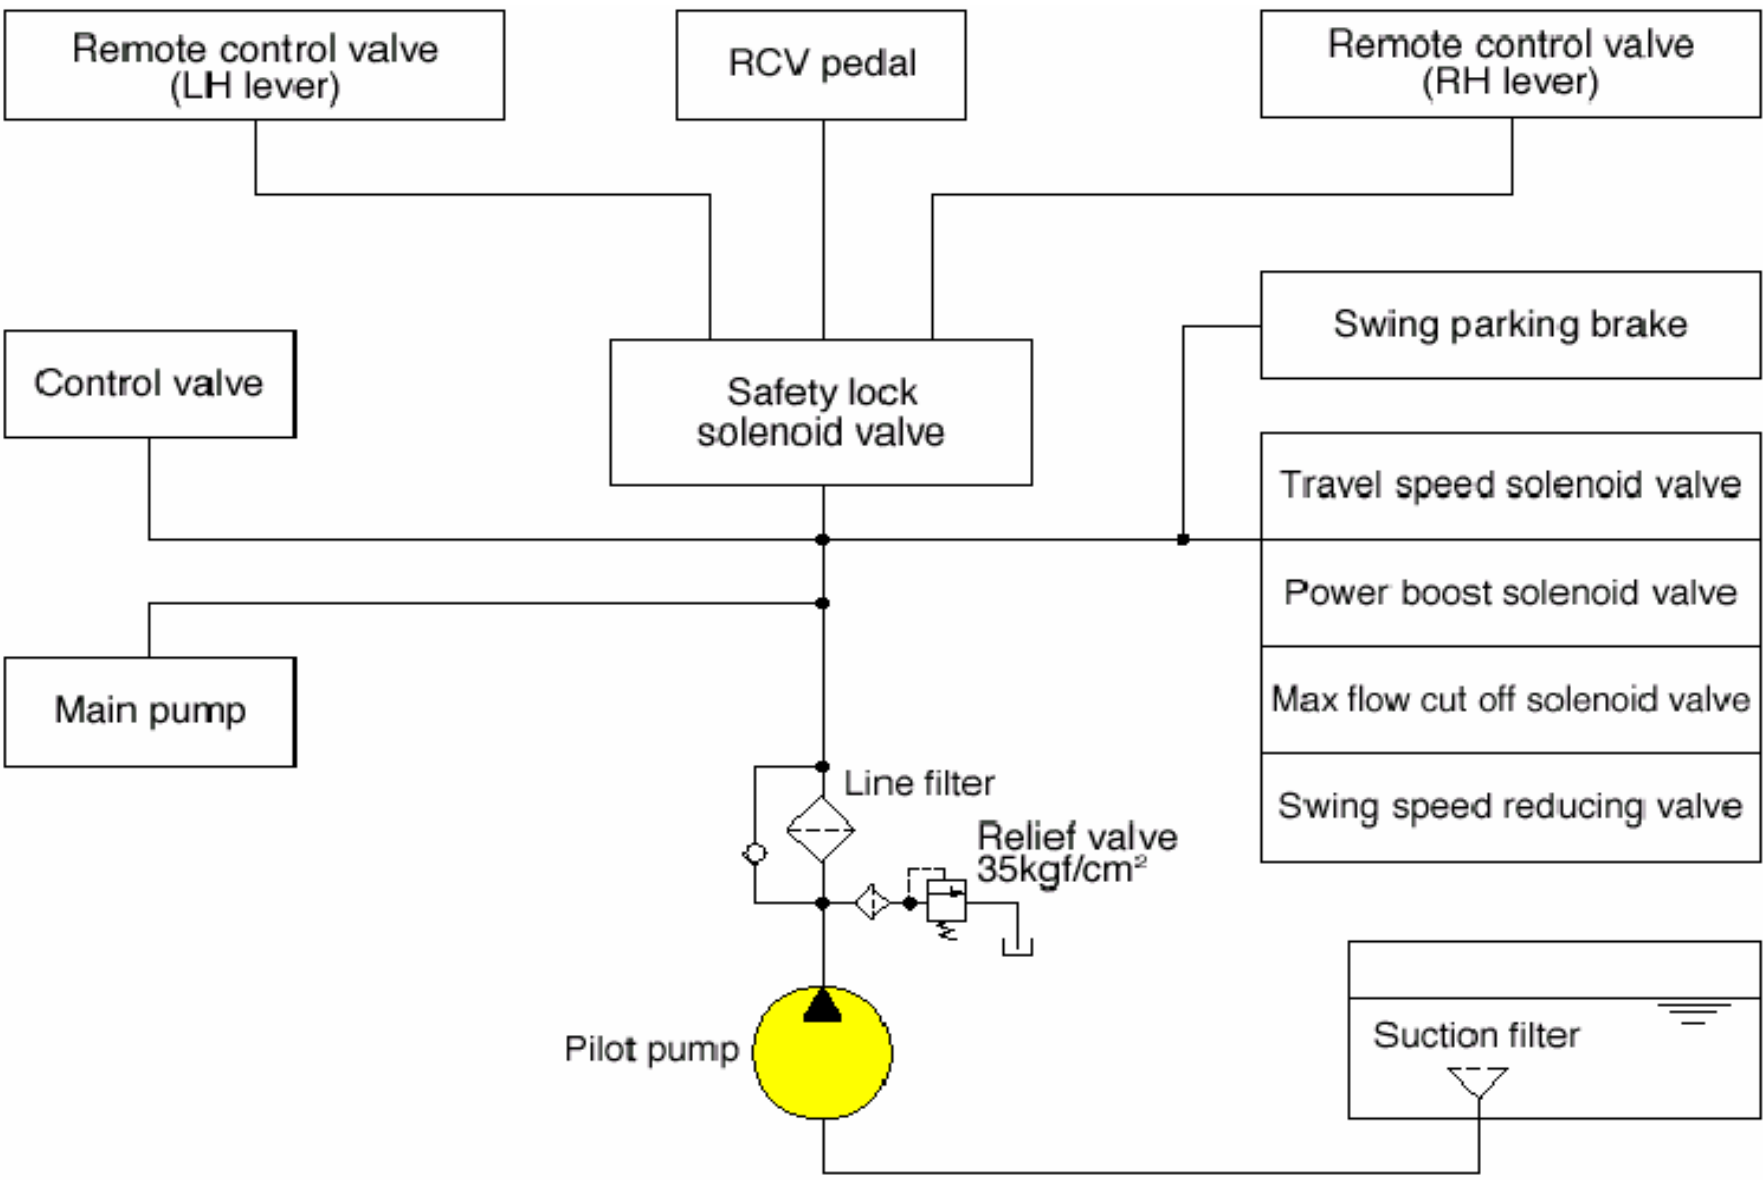 Remote control valve
(LH lever)
RCV pedal
Remote control valve
(RH lever)
Swing parking brake
Control valve
Safety lock
solenoid valve
Travel speed solenoid valve
Power boost solenoid valve
Max flow cut off solenoid valve
Swing speed reducing valve
Main pump
Line filter
Relief valve
35kgf/cm²
Pilot pump
Suction filter